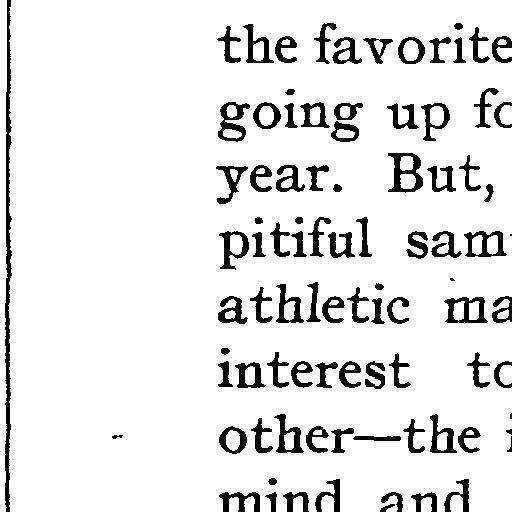 the favorite
going up fo
year. But,
pitiful sam
athletic ma
interest to
other—the i
mind and